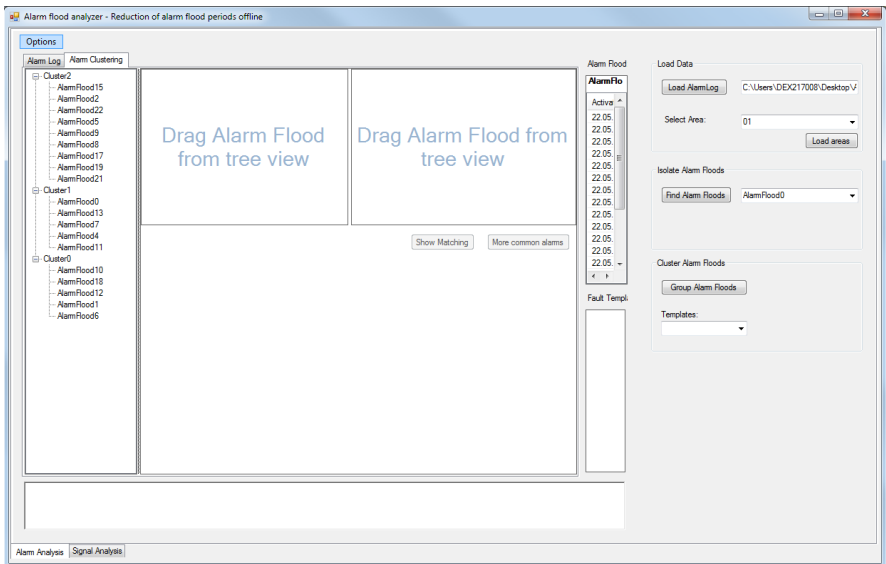 Alarm flood analyzer - Reduction of alarm flood periods offline
Options
Alarm Log
Alarm Clustering
Cluster2
AlarmFlood15
AlarmFlood2
AlarmFlood22
AlarmFlood5
AlarmFlood9
AlarmFlood8
AlarmFlood17
AlarmFlood19
AlarmFlood21
Cluster1
AlarmFlood0
AlarmFlood13
AlarmFlood7
AlarmFlood4
AlarmFlood11
Cluster0
AlarmFlood10
AlarmFlood18
AlarmFlood12
AlarmFlood1
AlarmFlood6
Drag Alarm Flood
from tree view
Drag Alarm Flood from
tree view
Show Matching
More common alarms
Alarm Flood
AlarmFlo
Activa
22.05.
22.05.
22.05.
22.05.
22.05.
22.05.
22.05.
22.05.
22.05.
22.05.
22.05.
22.05.
22.05.
Fault Templa
Load Data
Load AlarmLog
C:\Users\DEX217008\Desktop\
Select Area:
01
Load areas
Isolate Alarm Floods
Find Alarm Floods
AlarmFlood0
Cluster Alarm Floods
Group Alarm Floods
Templates:
Alarm Analysis
Signal Analysis